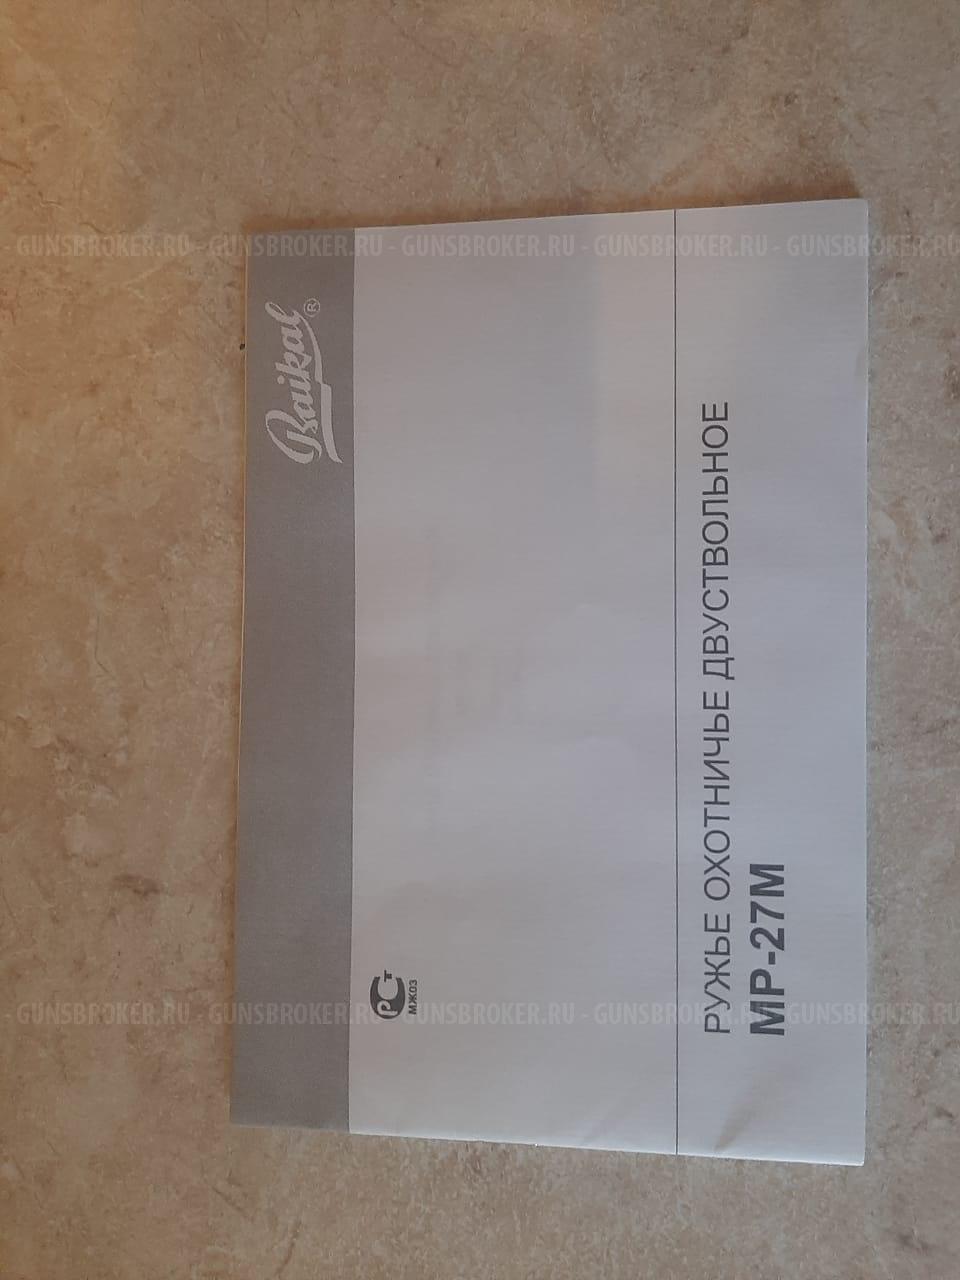 Baikal®
РСТ
МЖ03
РУЖЬЕ ОХОТНИЧЬЕ ДВУСТВОЛЬНОЕ
МР-27М
- GUNSBROKER.RU - GUNSBROKER.RU - GUNSBROKER.RU - GUNSBROKER.RU - GUNSBROKER.RU
- GUNSBROKER.RU - GUNSBROKER.RU - GUNSBROKER.RU - GUNSBROKER.RU - GUNSBROKER.RU